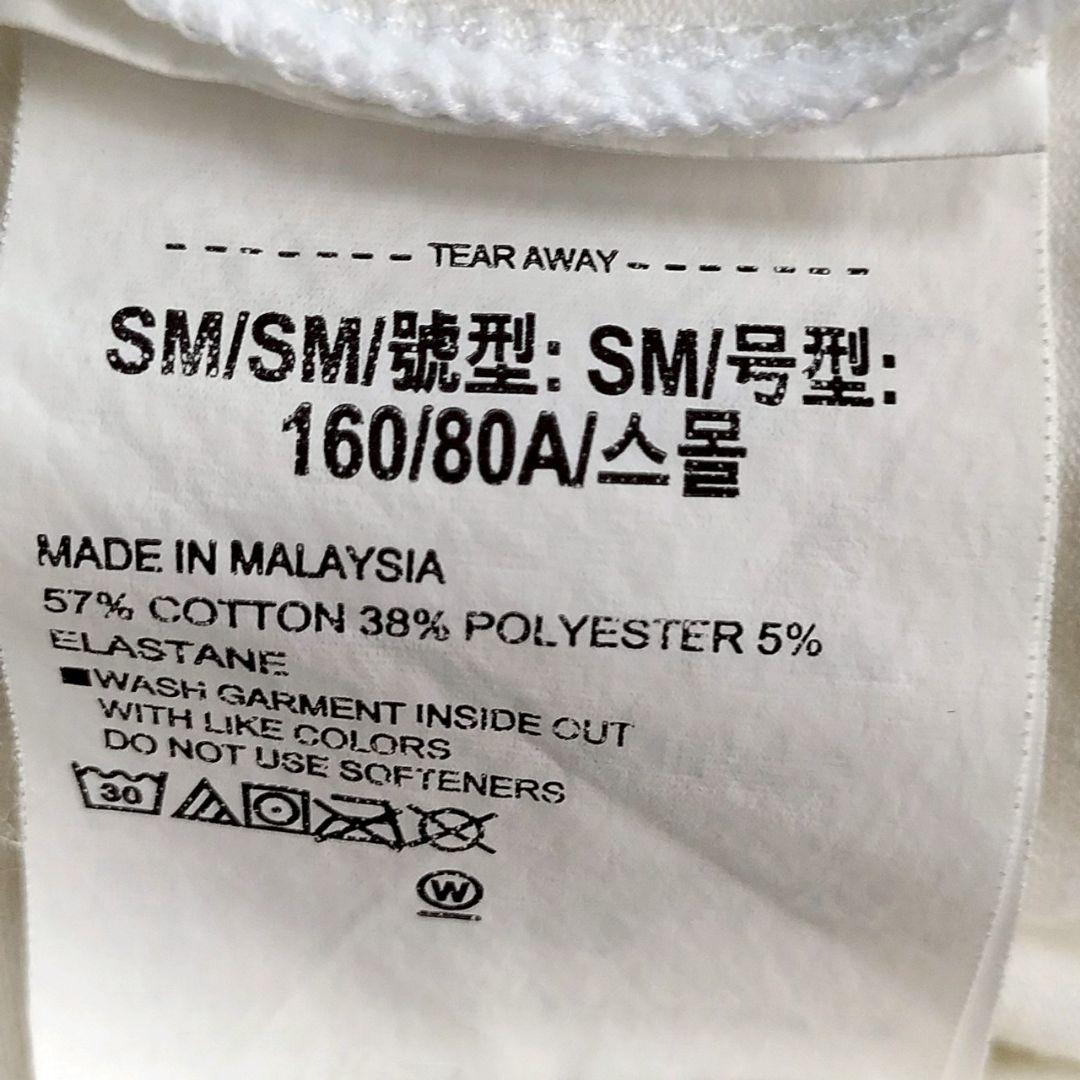 TEAR AWAY
SM/SM/號型: SM/号型:
160/80A/스몰
MADE IN MALAYSIA
57% COTTON 38% POLYESTER 5%
ELASTANE
WASH GARMENT INSIDE OUT
WITH LIKE COLORS
DO NOT USE SOFTENERS
30
W